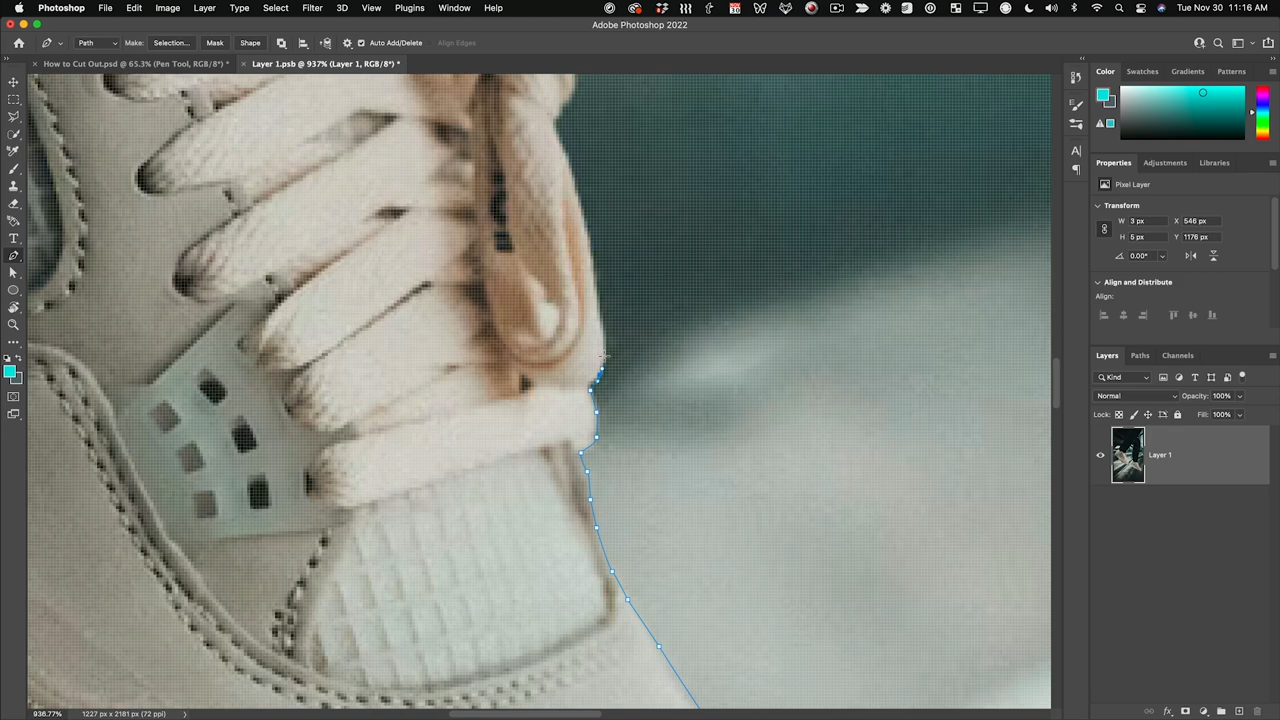 Photoshop File Edit Image Layer Type Select Filter 3D View Plugins Window Help Tue Nov 30 11:16 AM
Adobe Photoshop 2022
Path Make: Selection... Mask Shape Auto Add/Delete Align Edges
How to Cut Out.psd @ 65.3% (Pen Tool, RGB/8*) * Layer 1.psb @ 937% (Layer 1, RGB/8*) *
Color Swatches Gradients Patterns
Properties Adjustments Libraries
Pixel Layer
Transform
W 3 px X 546 px
H 5 px Y 1176 px
0.00°
Align and Distribute
Align:
Layers Paths Channels
Kind
Normal Opacity: 100%
Lock: Fill: 100%
Layer 1
936.77% 1227 px x 2181 px (72 ppi)